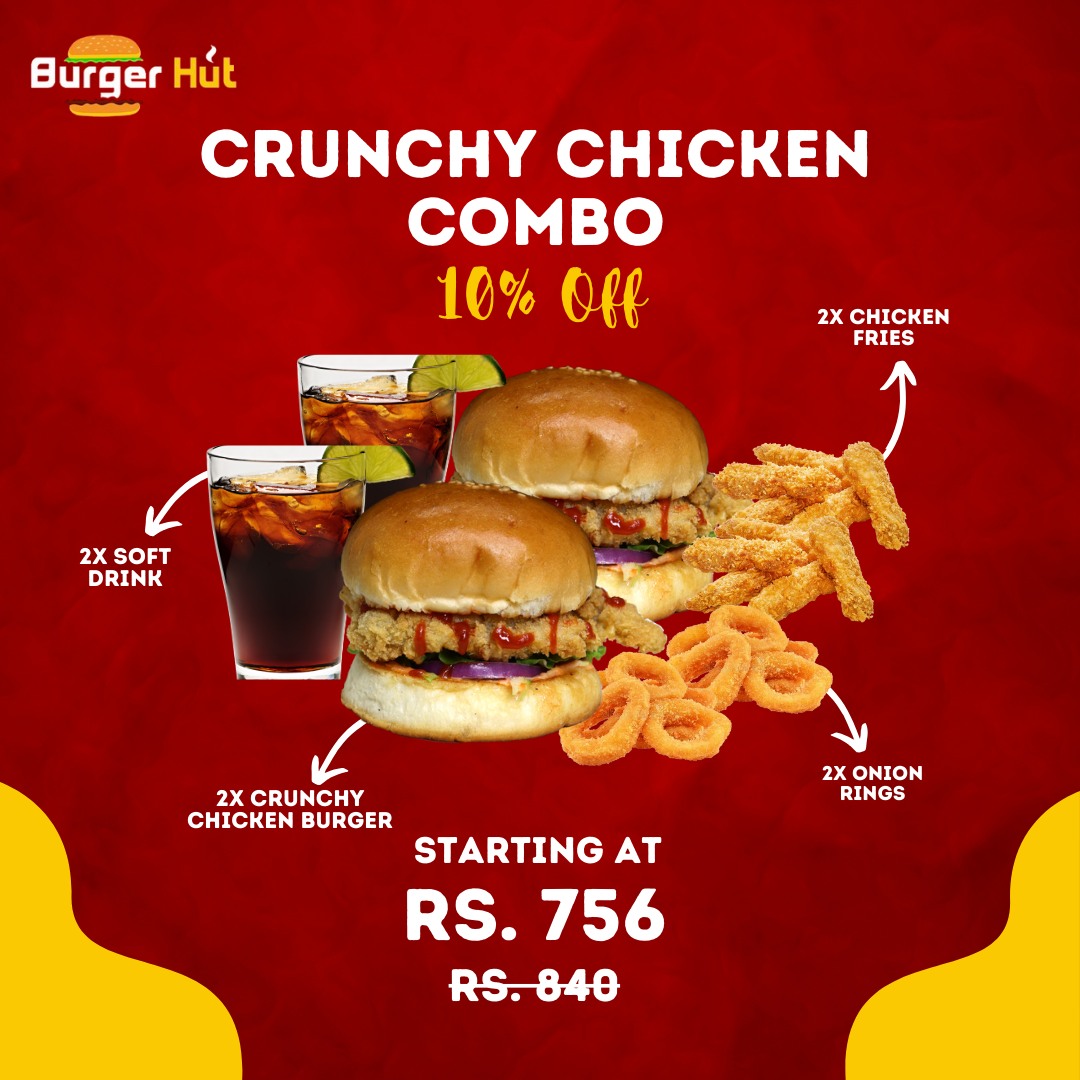 Burger Hut
CRUNCHY CHICKEN
COMBO
10% Off
2X CHICKEN
FRIES
2X SOFT
DRINK
2X ONION
RINGS
2X CRUNCHY
CHICKEN BURGER
STARTING AT
RS. 756
RS. 840